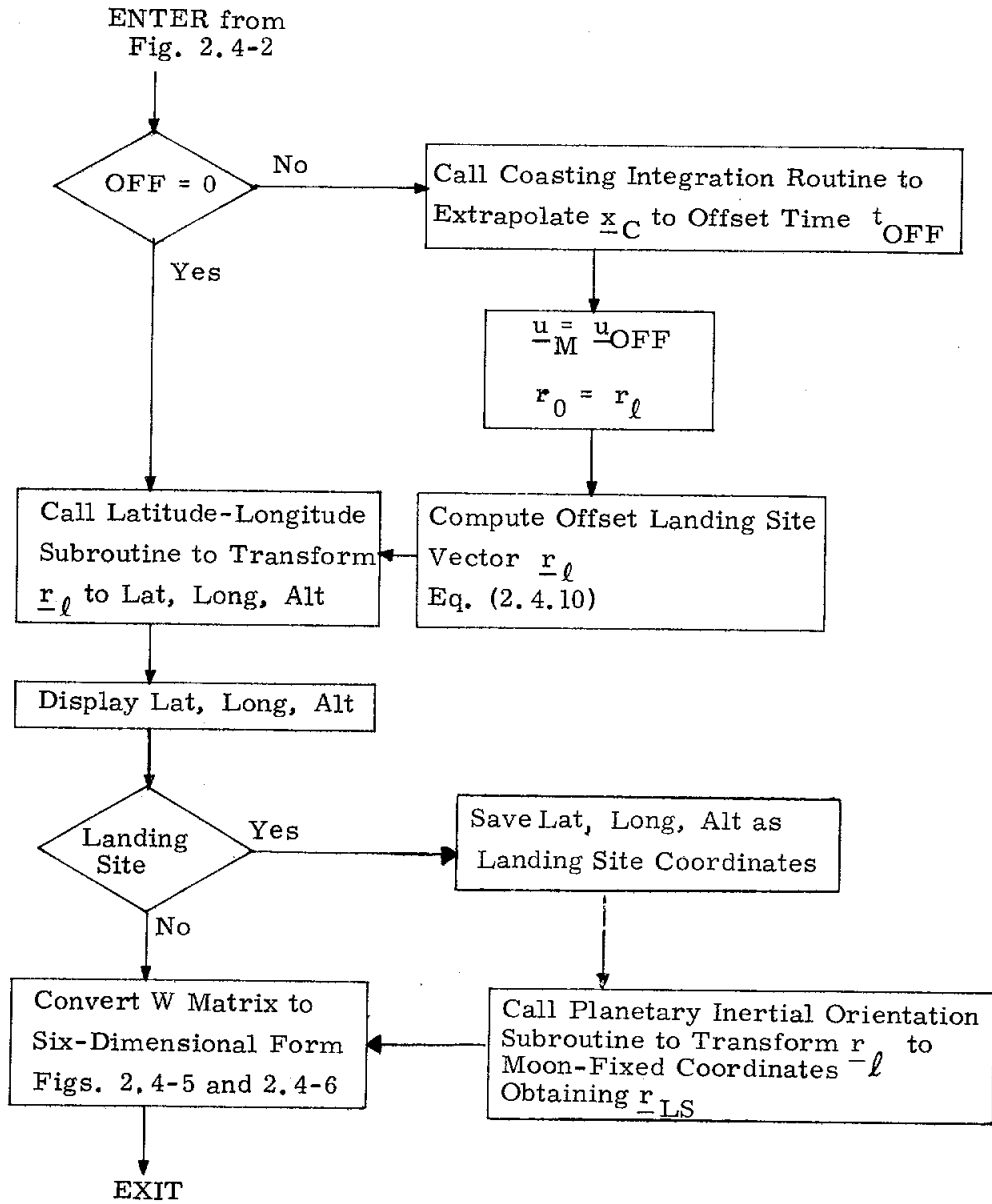 ENTER from
Fig. 2.4-2
OFF = 0
No
Yes
Call Coasting Integration Routine to
Extrapolate x_C to Offset Time t_OFF
u_M = u_OFF
r_0 = r_ℓ
Compute Offset Landing Site
Vector r_ℓ
Eq. (2.4.10)
Call Latitude-Longitude
Subroutine to Transform
r_ℓ to Lat, Long, Alt
Display Lat, Long, Alt
Landing
Site
Yes
No
Save Lat, Long, Alt as
Landing Site Coordinates
Call Planetary Inertial Orientation
Subroutine to Transform r_ℓ to
Moon-Fixed Coordinates
Obtaining r_LS
Convert W Matrix to
Six-Dimensional Form
Figs. 2.4-5 and 2.4-6
EXIT